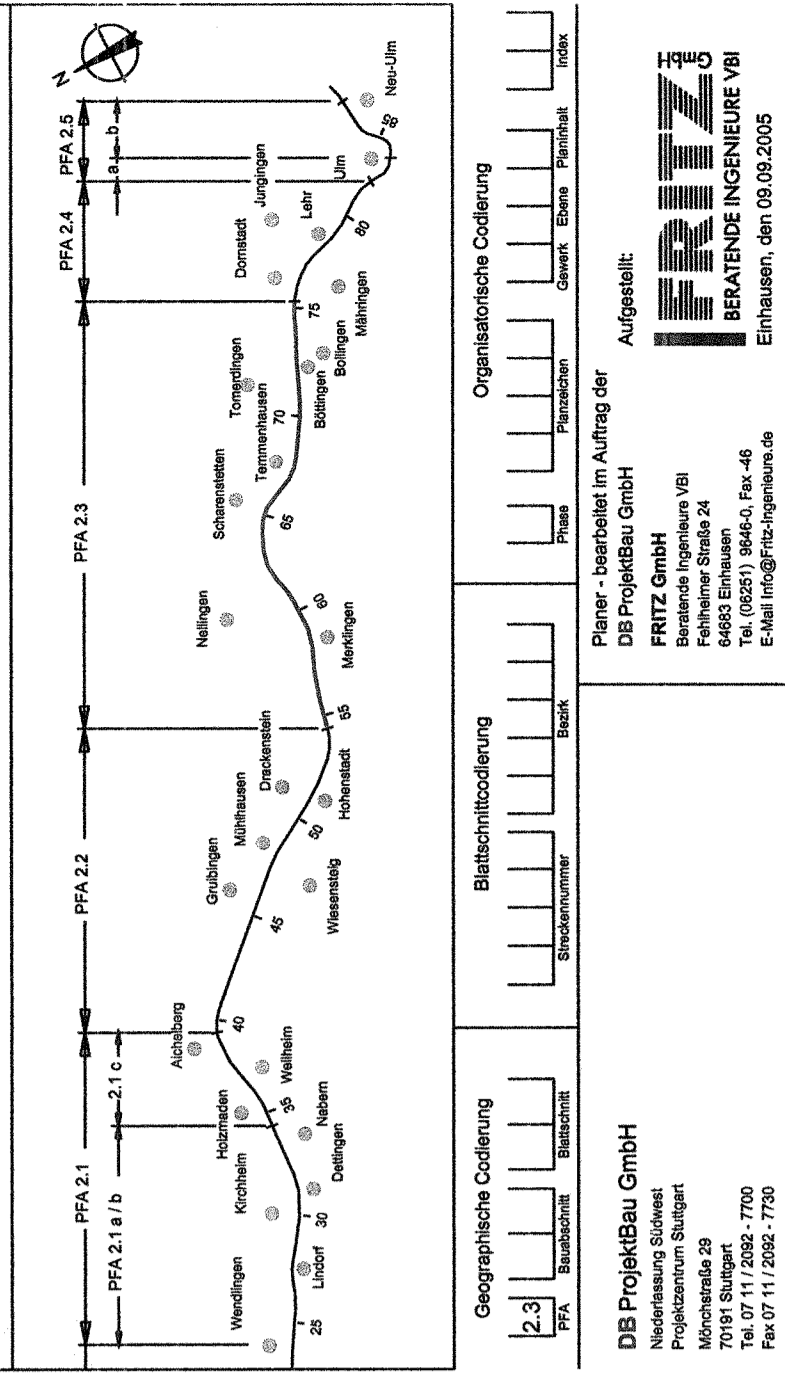 PFA 2.1
PFA 2.2
PFA 2.3
PFA 2.4
PFA 2.5
PFA 2.1 a / b
2.1 c
a
b
N
Wendlingen
Lindorf
Kirchheim
Dettingen
Nabern
Holzmaden
Weilheim
Aichelberg
Gruibingen
Mühlhausen
Wiesensteig
Drackenstein
Hohenstadt
Nellingen
Merklingen
Scharenstetten
Temmenhausen
Tomerdingen
Böttingen
Bollingen
Dornstadt
Mähringen
Lehr
Jungingen
Ulm
Neu-Ulm
25
30
35
40
45
50
55
60
65
70
75
80
85
Geographische Codierung
Blattschnittcodierung
Organisatorische Codierung
2.3
PFA
Bauabschnitt
Blattschnitt
Streckennummer
Bezirk
Phase
Planzeichen
Gewerk
Ebene
Planinhalt
Index
DB ProjektBau GmbH
Niederlassung Südwest
Projektzentrum Stuttgart
Mönchstraße 29
70191 Stuttgart
Tel. 07 11 / 2092 - 7700
Fax 07 11 / 2092 - 7730
Planer - bearbeitet im Auftrag der
DB ProjektBau GmbH
FRITZ GmbH
Beratende Ingenieure VBI
Fehlheimer Straße 24
64683 Einhausen
Tel. (06251) 9646-0, Fax -46
E-Mail Info@Fritz-Ingenieure.de
Aufgestellt:
FRITZ
BERATENDE INGENIEURE VBI
Einhausen, den 09.09.2005